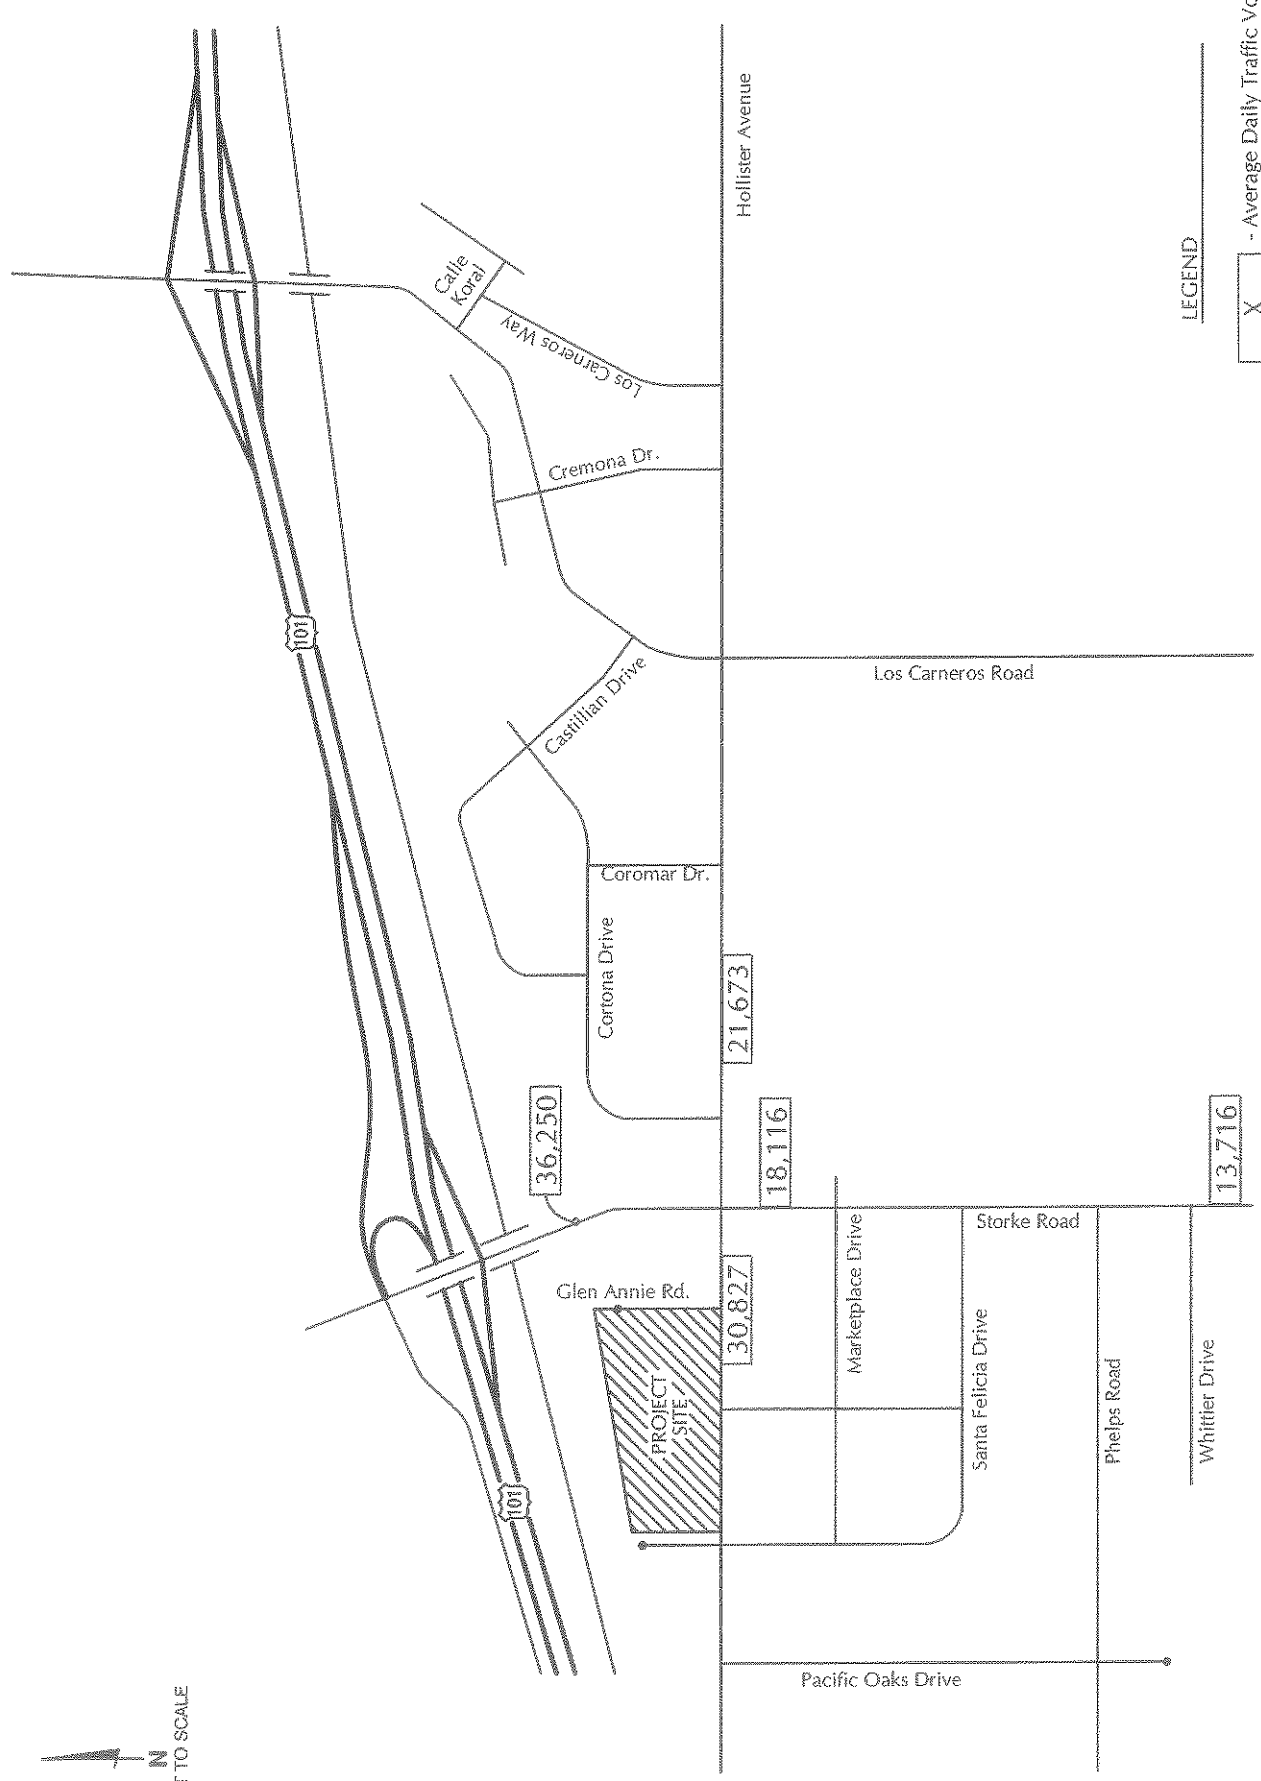 N
T TO SCALE
101
101
36,250
Glen Annie Rd.
PROJECT
SITE
30,827
21,673
18,116
13,716
Cortona Drive
Coromar Dr.
Castillian Drive
Cremona Dr.
Los Carneros Way
Calle
Koral
Hollister Avenue
Los Carneros Road
Storke Road
Marketplace Drive
Santa Felicia Drive
Phelps Road
Whittier Drive
Pacific Oaks Drive
LEGEND
X - Average Daily Traffic Vo